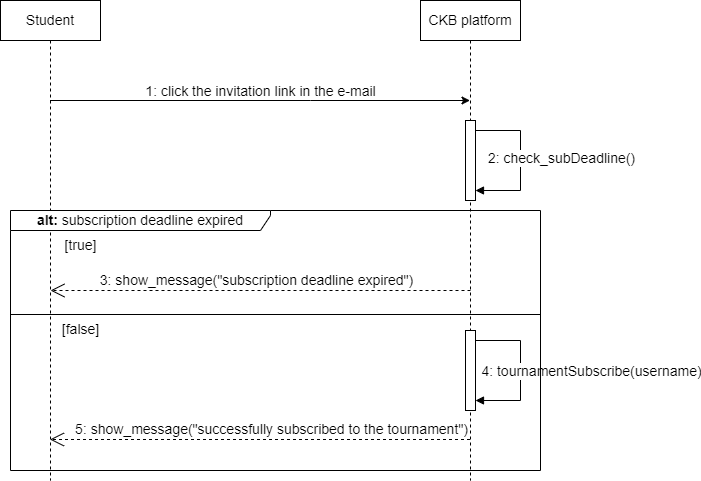 Student
CKB platform
1: click the invitation link in the e-mail
2: check_subDeadline()
alt: subscription deadline expired
[true]
3: show_message("subscription deadline expired")
[false]
4: tournamentSubscribe(username)
5: show_message("successfully subscribed to the tournament")